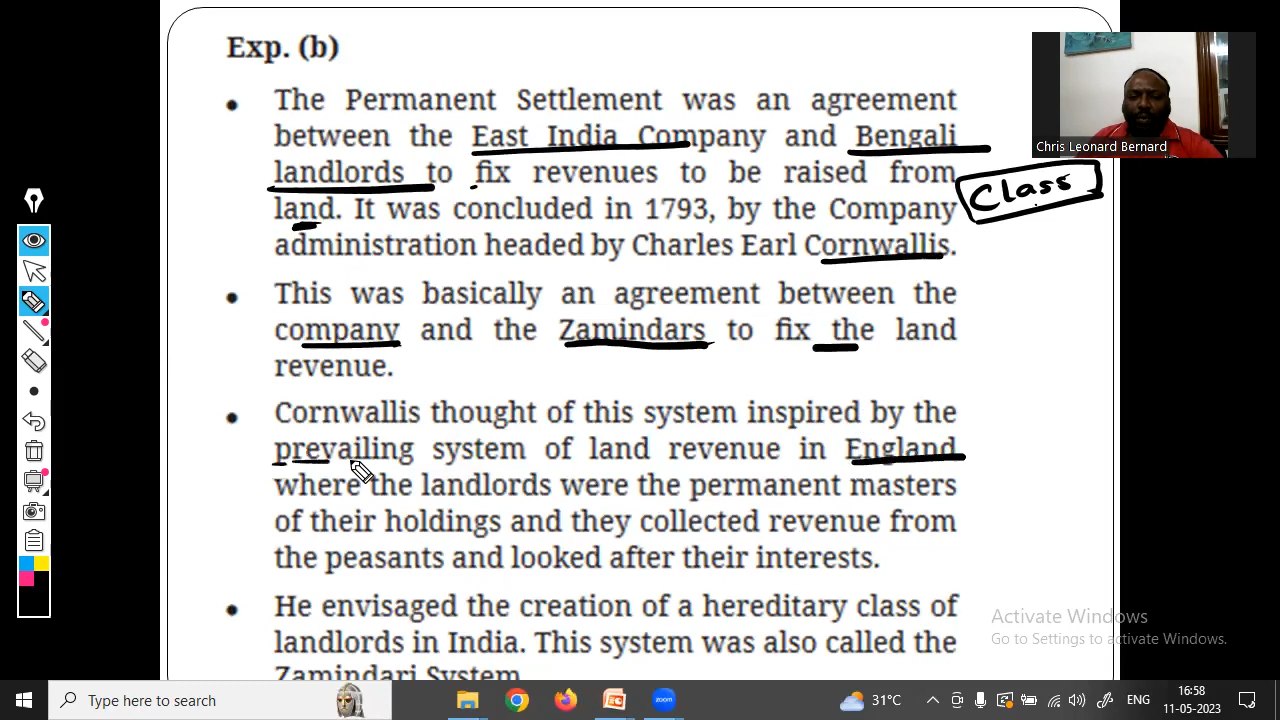 Exp. (b)
• The Permanent Settlement was an agreement
between the East India Company and Bengali
landlords to fix revenues to be raised from
land. It was concluded in 1793, by the Company
administration headed by Charles Earl Cornwallis.
• This was basically an agreement between the
company and the Zamindars to fix the land
revenue.
• Cornwallis thought of this system inspired by the
prevailing system of land revenue in England
where the landlords were the permanent masters
of their holdings and they collected revenue from
the peasants and looked after their interests.
• He envisaged the creation of a hereditary class of
landlords in India. This system was also called the
Zamindari System.
Class
Chris Leonard Bernard
Activate Windows
Go to Settings to activate Windows.
Type here to search
zoom
31°C
ENG
16:58
11-05-2023